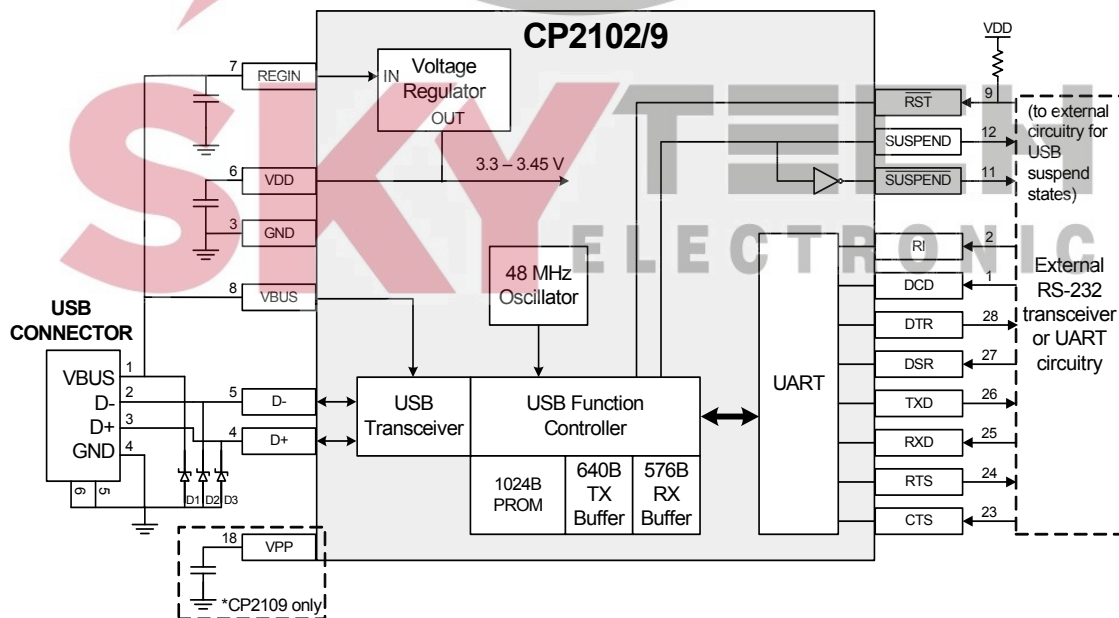 CP2102/9
VDD
7
REGIN
IN
Voltage
Regulator
OUT
9
RST
(to external
circuitry for
USB
suspend
states)
12
SUSPEND
6
VDD
3.3 – 3.45 V
11
SUSPEND
SKYTECH
ELECTRONIC
3
GND
2
RI
48 MHz
Oscillator
1
DCD
External
RS-232
transceiver
or UART
circuitry
8
VBUS
USB
CONNECTOR
28
DTR
27
DSR
VBUS
1
D-
2
D+
3
GND
4
6
5
D1
D2
D3
5
D-
4
D+
USB
Transceiver
USB Function
Controller
UART
26
TXD
25
RXD
1024B
PROM
640B
TX
Buffer
576B
RX
Buffer
24
RTS
23
CTS
18
VPP
*CP2109 only